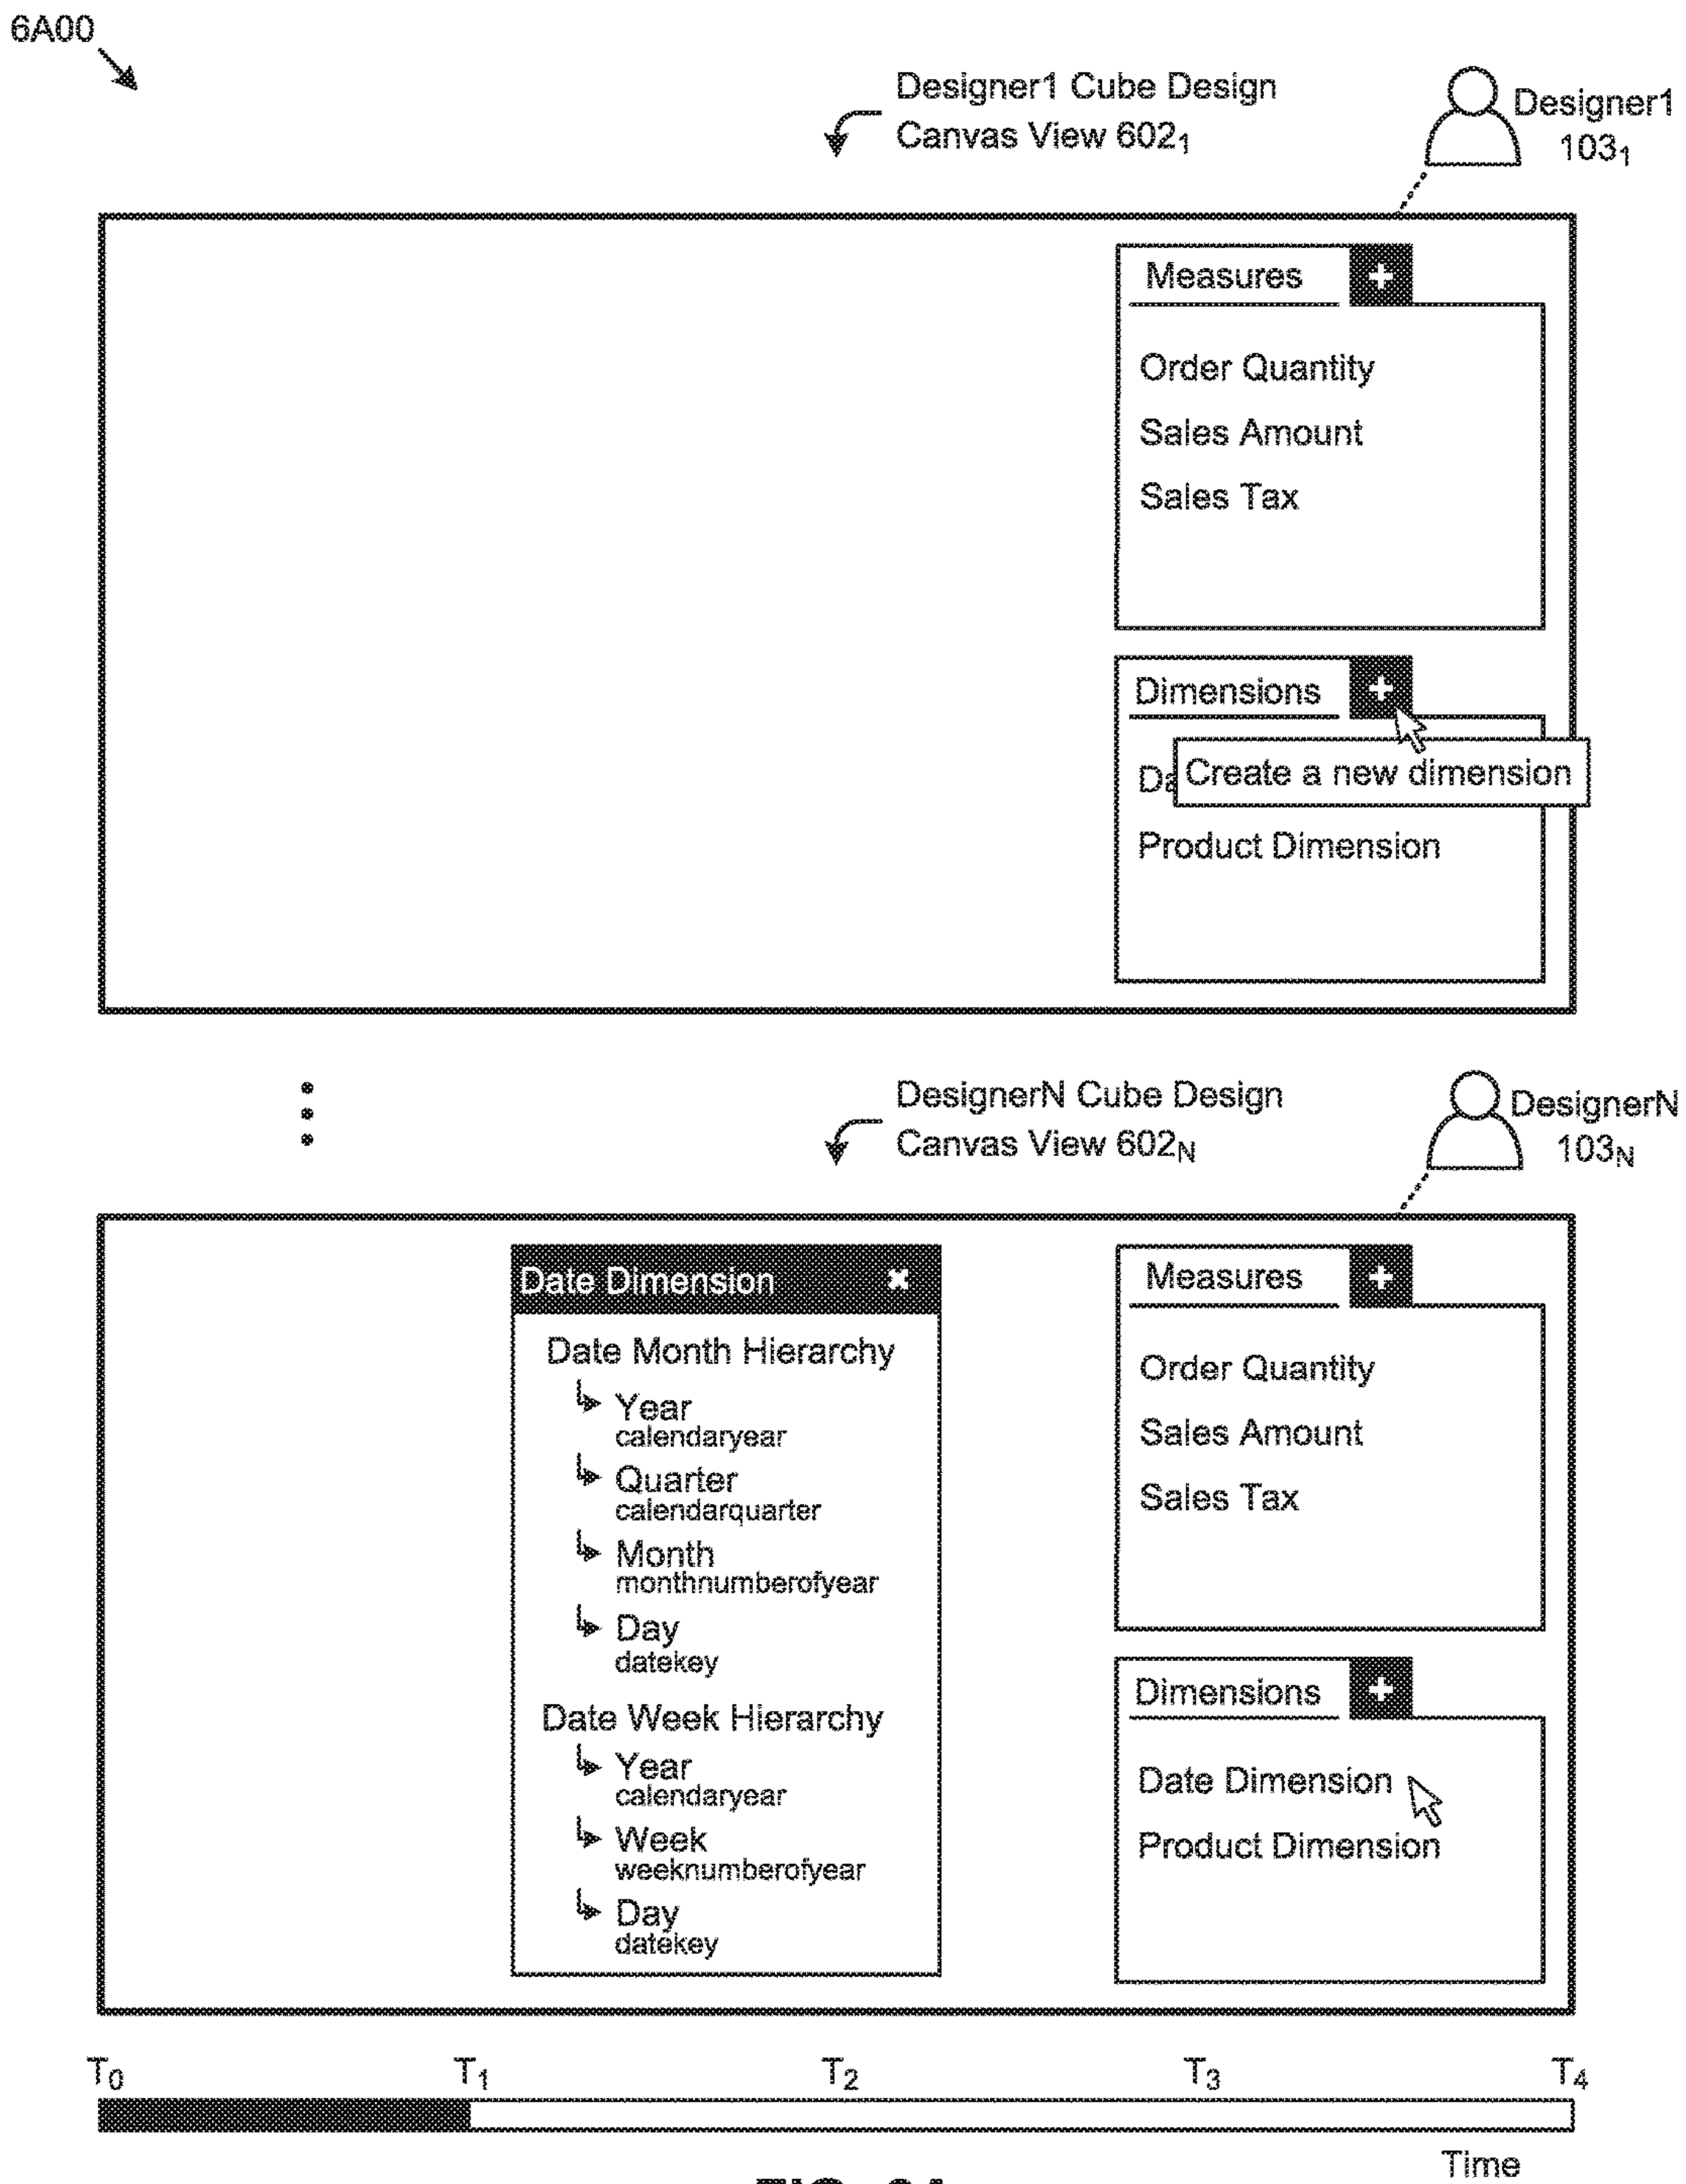 6A00
Designer1 Cube Design
Canvas View 602₁
Designer1
103₁
Measures +
Order Quantity
Sales Amount
Sales Tax
Dimensions +
Da
Create a new dimension
Product Dimension
DesignerN Cube Design
Canvas View 602N
DesignerN
103N
Date Dimension ✖
Date Month Hierarchy
Year
calendaryear
Quarter
calendarquarter
Month
monthnumberofyear
Day
datekey
Date Week Hierarchy
Year
calendaryear
Week
weeknumberofyear
Day
datekey
Measures +
Order Quantity
Sales Amount
Sales Tax
Dimensions +
Date Dimension
Product Dimension
T₀ T₁ T₂ T₃ T₄
Time